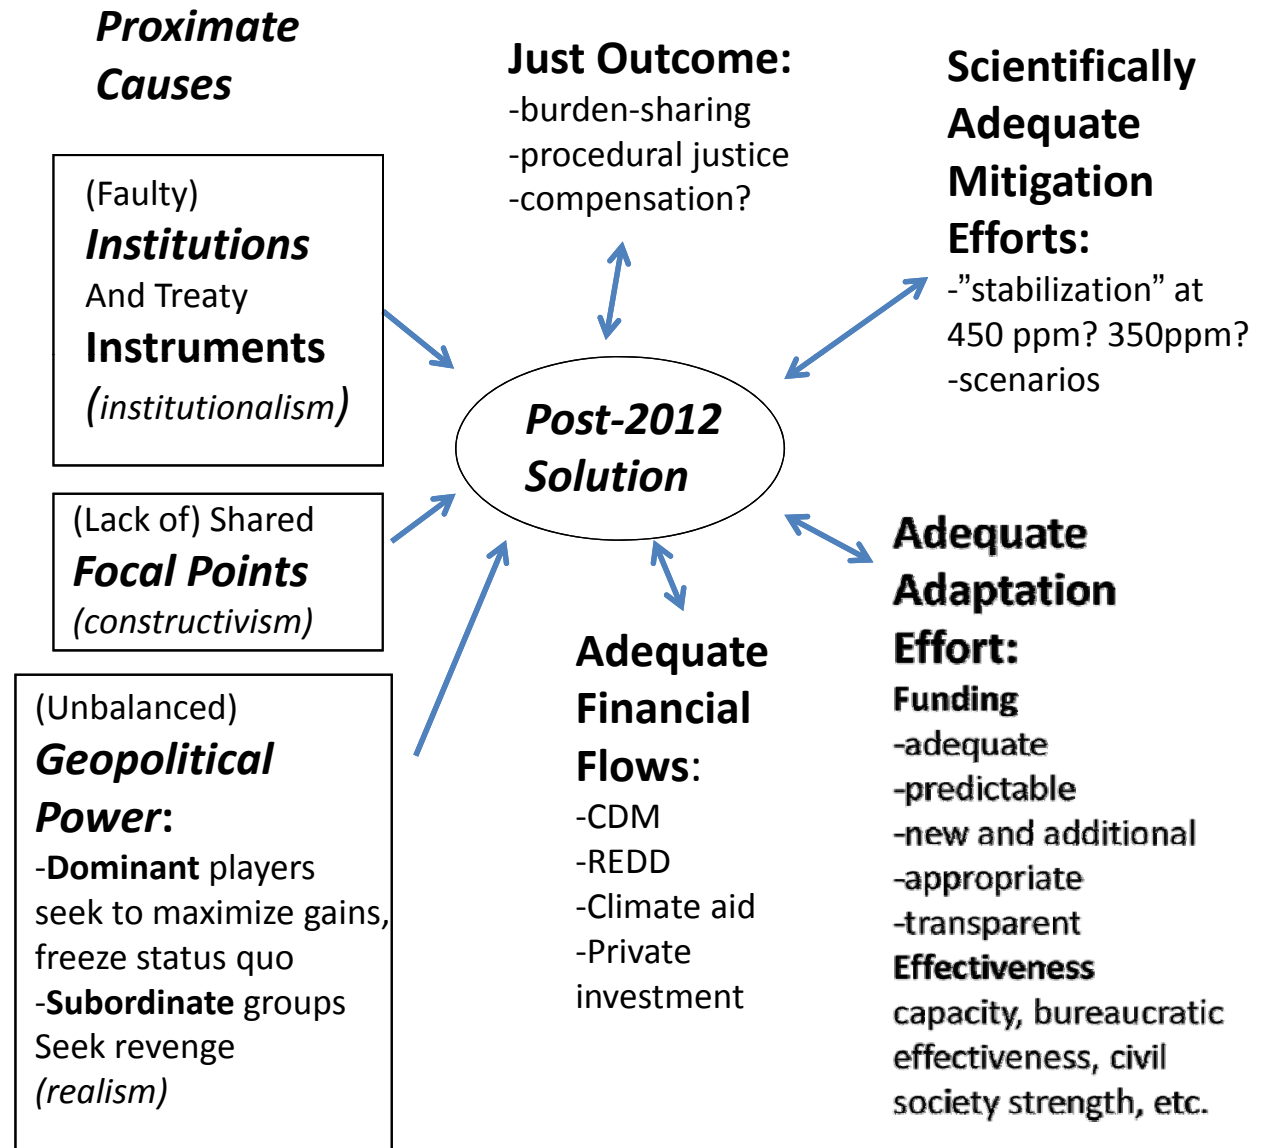 Proximate
Causes
(Faulty)
Institutions
And Treaty
Instruments
(institutionalism)
(Lack of) Shared
Focal Points
(constructivism)
(Unbalanced)
Geopolitical
Power:
-Dominant players
seek to maximize gains,
freeze status quo
-Subordinate groups
Seek revenge
(realism)
Just Outcome:
-burden-sharing
-procedural justice
-compensation?
Post-2012
Solution
Adequate
Financial
Flows:
-CDM
-REDD
-Climate aid
-Private
investment
Scientifically
Adequate
Mitigation
Efforts:
-”stabilization” at
450 ppm? 350ppm?
-scenarios
Adequate
Adaptation
Effort:
Funding
-adequate
-predictable
-new and additional
-appropriate
-transparent
Effectiveness
capacity, bureaucratic
effectiveness, civil
society strength, etc.